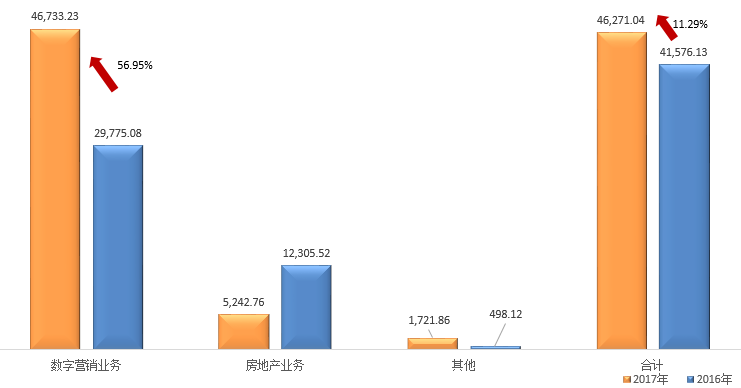 46,733.23
56.95%
29,775.08
5,242.76
12,305.52
1,721.86
498.12
46,271.04
11.29%
41,576.13
数字营销业务
房地产业务
其他
合计
2017年
2016年